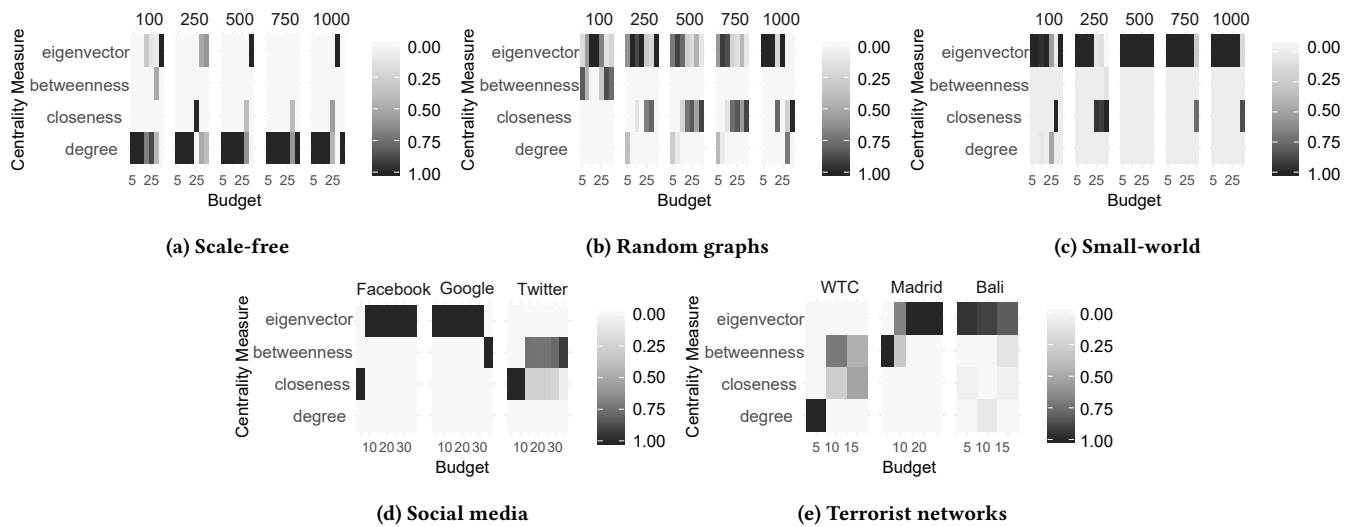 100 250 500 750 1000
eigenvector
betweenness
closeness
degree
Centrality Measure
5 25 5 25 5 25 5 25 5 25
Budget
0.00
0.25
0.50
0.75
1.00
(a) Scale-free
100 250 500 750 1000
eigenvector
betweenness
closeness
degree
Centrality Measure
5 25 5 25 5 25 5 25 5 25
Budget
0.00
0.25
0.50
0.75
1.00
(b) Random graphs
100 250 500 750 1000
eigenvector
betweenness
closeness
degree
Centrality Measure
5 25 5 25 5 25 5 25 5 25
Budget
0.00
0.25
0.50
0.75
1.00
(c) Small-world
Facebook Google Twitter
eigenvector
betweenness
closeness
degree
Centrality Measure
10 20 30 10 20 30 10 20 30
Budget
0.00
0.25
0.50
0.75
1.00
(d) Social media
WTC Madrid Bali
eigenvector
betweenness
closeness
degree
Centrality Measure
5 10 15 10 20 5 10 15
Budget
0.00
0.25
0.50
0.75
1.00
(e) Terrorist networks